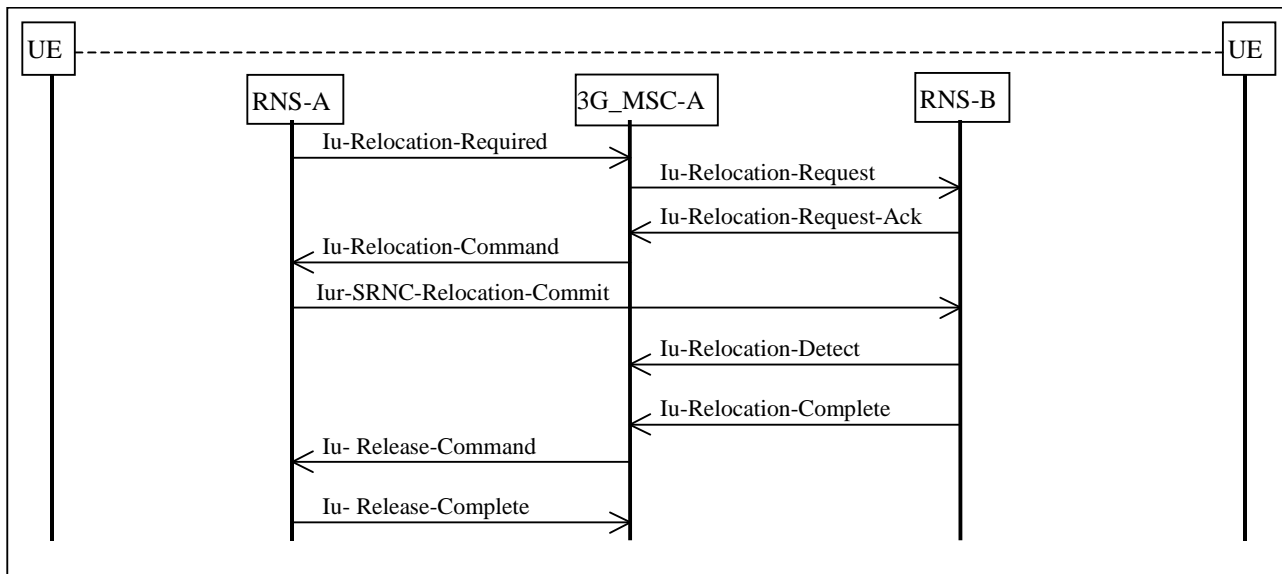 UE
UE
RNS-A
3G_MSC-A
RNS-B
Iu-Relocation-Required
Iu-Relocation-Request
Iu-Relocation-Request-Ack
Iu-Relocation-Command
Iur-SRNC-Relocation-Commit
Iu-Relocation-Detect
Iu-Relocation-Complete
Iu- Release-Command
Iu- Release-Complete